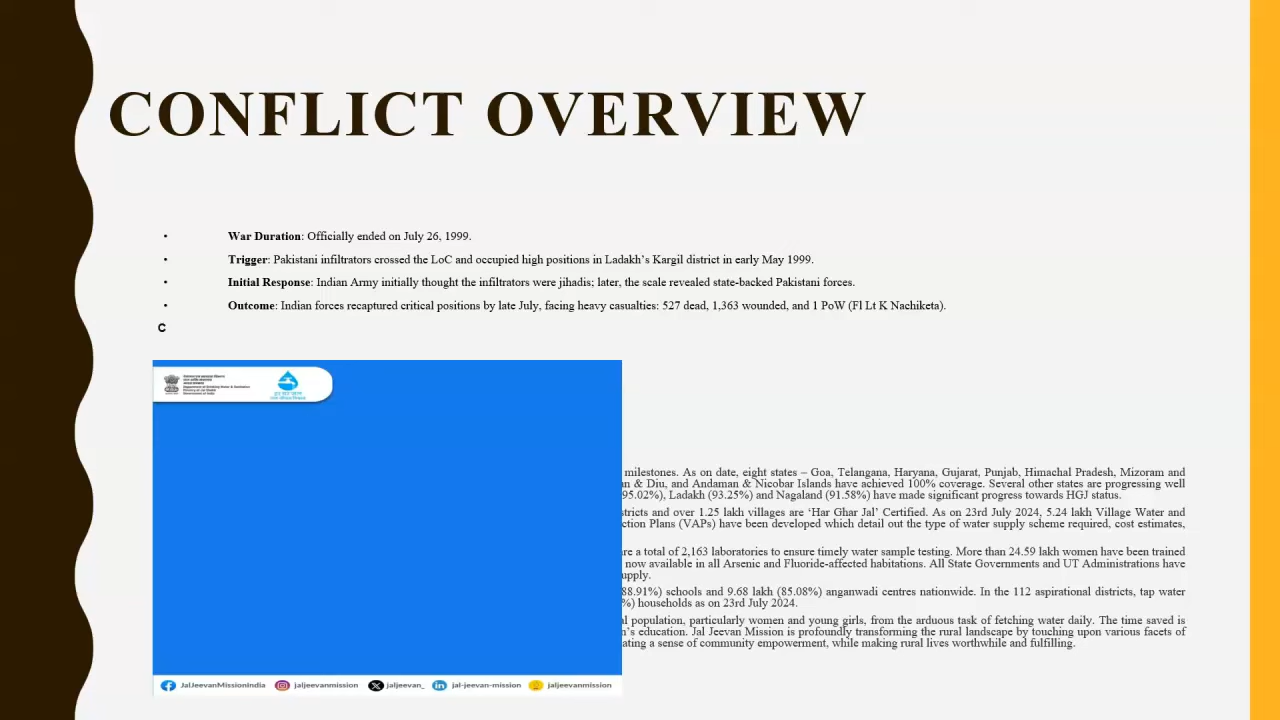 CONFLICT OVERVIEW
• War Duration: Officially ended on July 26, 1999.
• Trigger: Pakistani infiltrators crossed the LoC and occupied high positions in Ladakh’s Kargil district in early May 1999.
• Initial Response: Indian Army initially thought the infiltrators were jihadis; later, the scale revealed state-backed Pakistani forces.
• Outcome: Indian forces recaptured critical positions by late July, facing heavy casualties: 527 dead, 1,363 wounded, and 1 PoW (Fl Lt K Nachiketa).
C
Department of Drinking Water & Sanitation
Ministry of Jal Shakti
Government of India
milestones. As on date, eight states – Goa, Telangana, Haryana, Gujarat, Punjab, Himachal Pradesh, Mizoram and
an & Diu, and Andaman & Nicobar Islands have achieved 100% coverage. Several other states are progressing well
95.02%), Ladakh (93.25%) and Nagaland (91.58%) have made significant progress towards HGJ status.
stricts and over 1.25 lakh villages are ‘Har Ghar Jal’ Certified. As on 23rd July 2024, 5.24 lakh Village Water and
ction Plans (VAPs) have been developed which detail out the type of water supply scheme required, cost estimates,
are a total of 2,163 laboratories to ensure timely water sample testing. More than 24.59 lakh women have been trained
now available in all Arsenic and Fluoride-affected habitations. All State Governments and UT Administrations have
upply.
88.91%) schools and 9.68 lakh (85.08%) anganwadi centres nationwide. In the 112 aspirational districts, tap water
%) households as on 23rd July 2024.
al population, particularly women and young girls, from the arduous task of fetching water daily. The time saved is
n’s education. Jal Jeevan Mission is profoundly transforming the rural landscape by touching upon various facets of
ating a sense of community empowerment, while making rural lives worthwhile and fulfilling.
JalJeevanMissionIndia jaljeevanmission jaljeevan_ jal-jeevan-mission jaljeevanmission